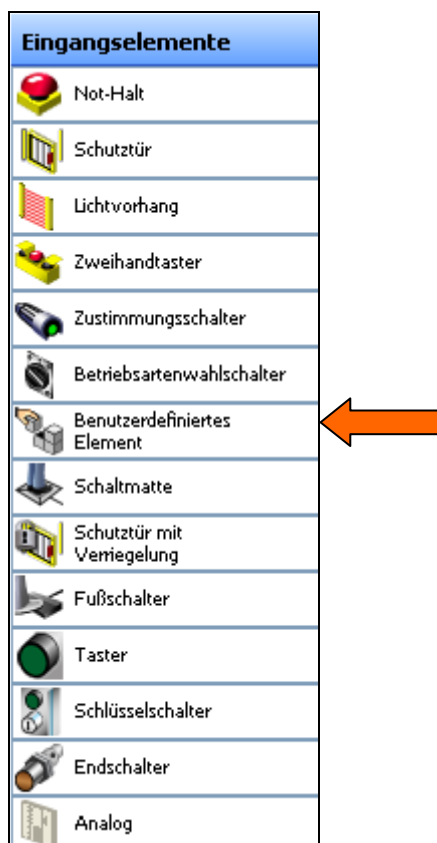 Eingangselemente
Not-Halt
Schutztür
Lichtvorhang
Zweihandtaster
Zustimmungsschalter
Betriebsartenwahlschalter
Benutzerdefiniertes
Element
Schaltmatte
Schutztür mit
Verriegelung
Fußschalter
Taster
Schlüsselschalter
Endschalter
Analog